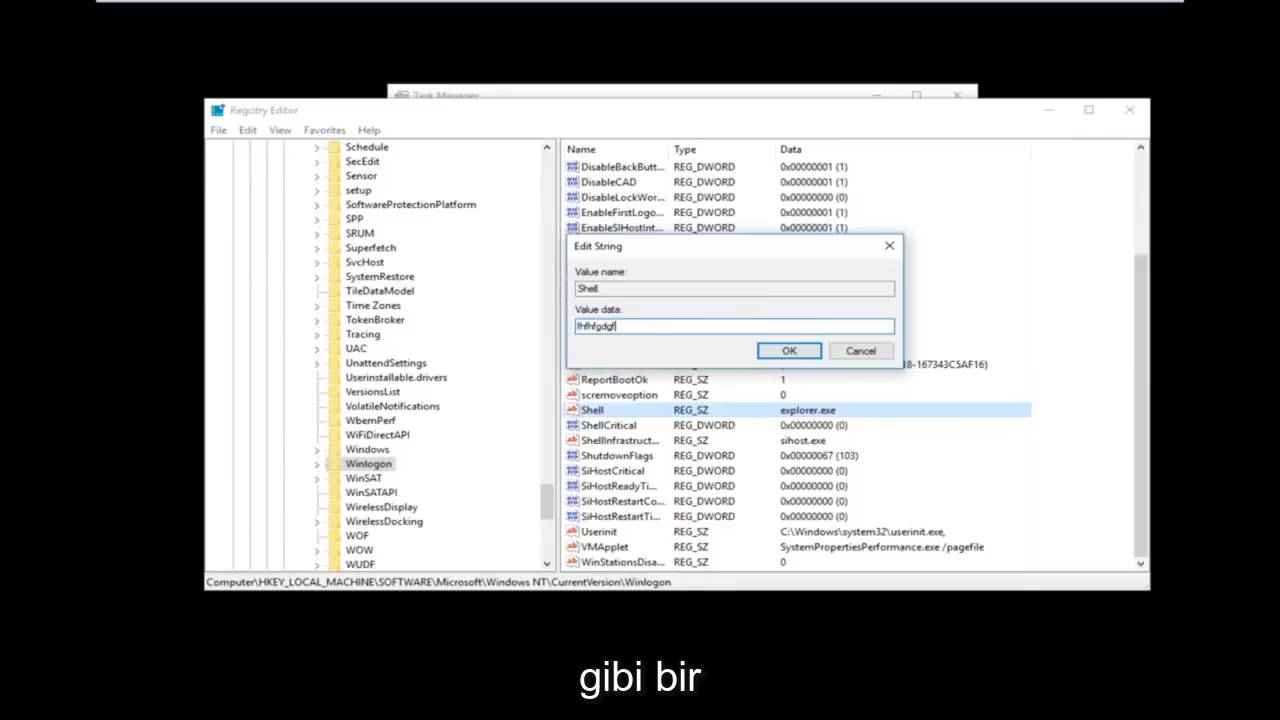 Task Manager
Registry Editor
File Edit View Favorites Help
Schedule
SecEdit
Sensor
setup
SoftwareProtectionPlatform
SPP
SRUM
Superfetch
SvcHost
SystemRestore
TileDataModel
Time Zones
TokenBroker
Tracing
UAC
UnattendSettings
Userinstallable.drivers
VersionsList
VolatileNotifications
WbemPerf
WiFiDirectAPI
Windows
Winlogon
WinSAT
WinSATAPI
WirelessDisplay
WirelessDocking
WOF
WOW
WUDF
Name Type Data
DisableBackButt... REG_DWORD 0x00000001 (1)
DisableCAD REG_DWORD 0x00000001 (1)
DisableLockWor... REG_DWORD 0x00000000 (0)
EnableFirstLogo... REG_DWORD 0x00000001 (1)
EnableSIHostInt... REG_DWORD 0x00000001 (1)
Edit String
Value name:
Shell
Value data:
fhfhfgdgf
OK Cancel
18-167343C5AF16)
ReportBootOk REG_SZ 1
scremoveoption REG_SZ 0
Shell REG_SZ explorer.exe
ShellCritical REG_DWORD 0x00000000 (0)
ShellInfrastruct... REG_SZ sihost.exe
ShutdownFlags REG_DWORD 0x00000067 (103)
SiHostCritical REG_DWORD 0x00000000 (0)
SiHostReadyTi... REG_DWORD 0x00000000 (0)
SiHostRestartCo... REG_DWORD 0x00000000 (0)
SiHostRestartTi... REG_DWORD 0x00000000 (0)
Userinit REG_SZ C:\Windows\system32\userinit.exe,
VMApplet REG_SZ SystemPropertiesPerformance.exe /pagefile
WinStationsDisa... REG_SZ 0
Computer\HKEY_LOCAL_MACHINE\SOFTWARE\Microsoft\Windows NT\CurrentVersion\Winlogon
gibi bir